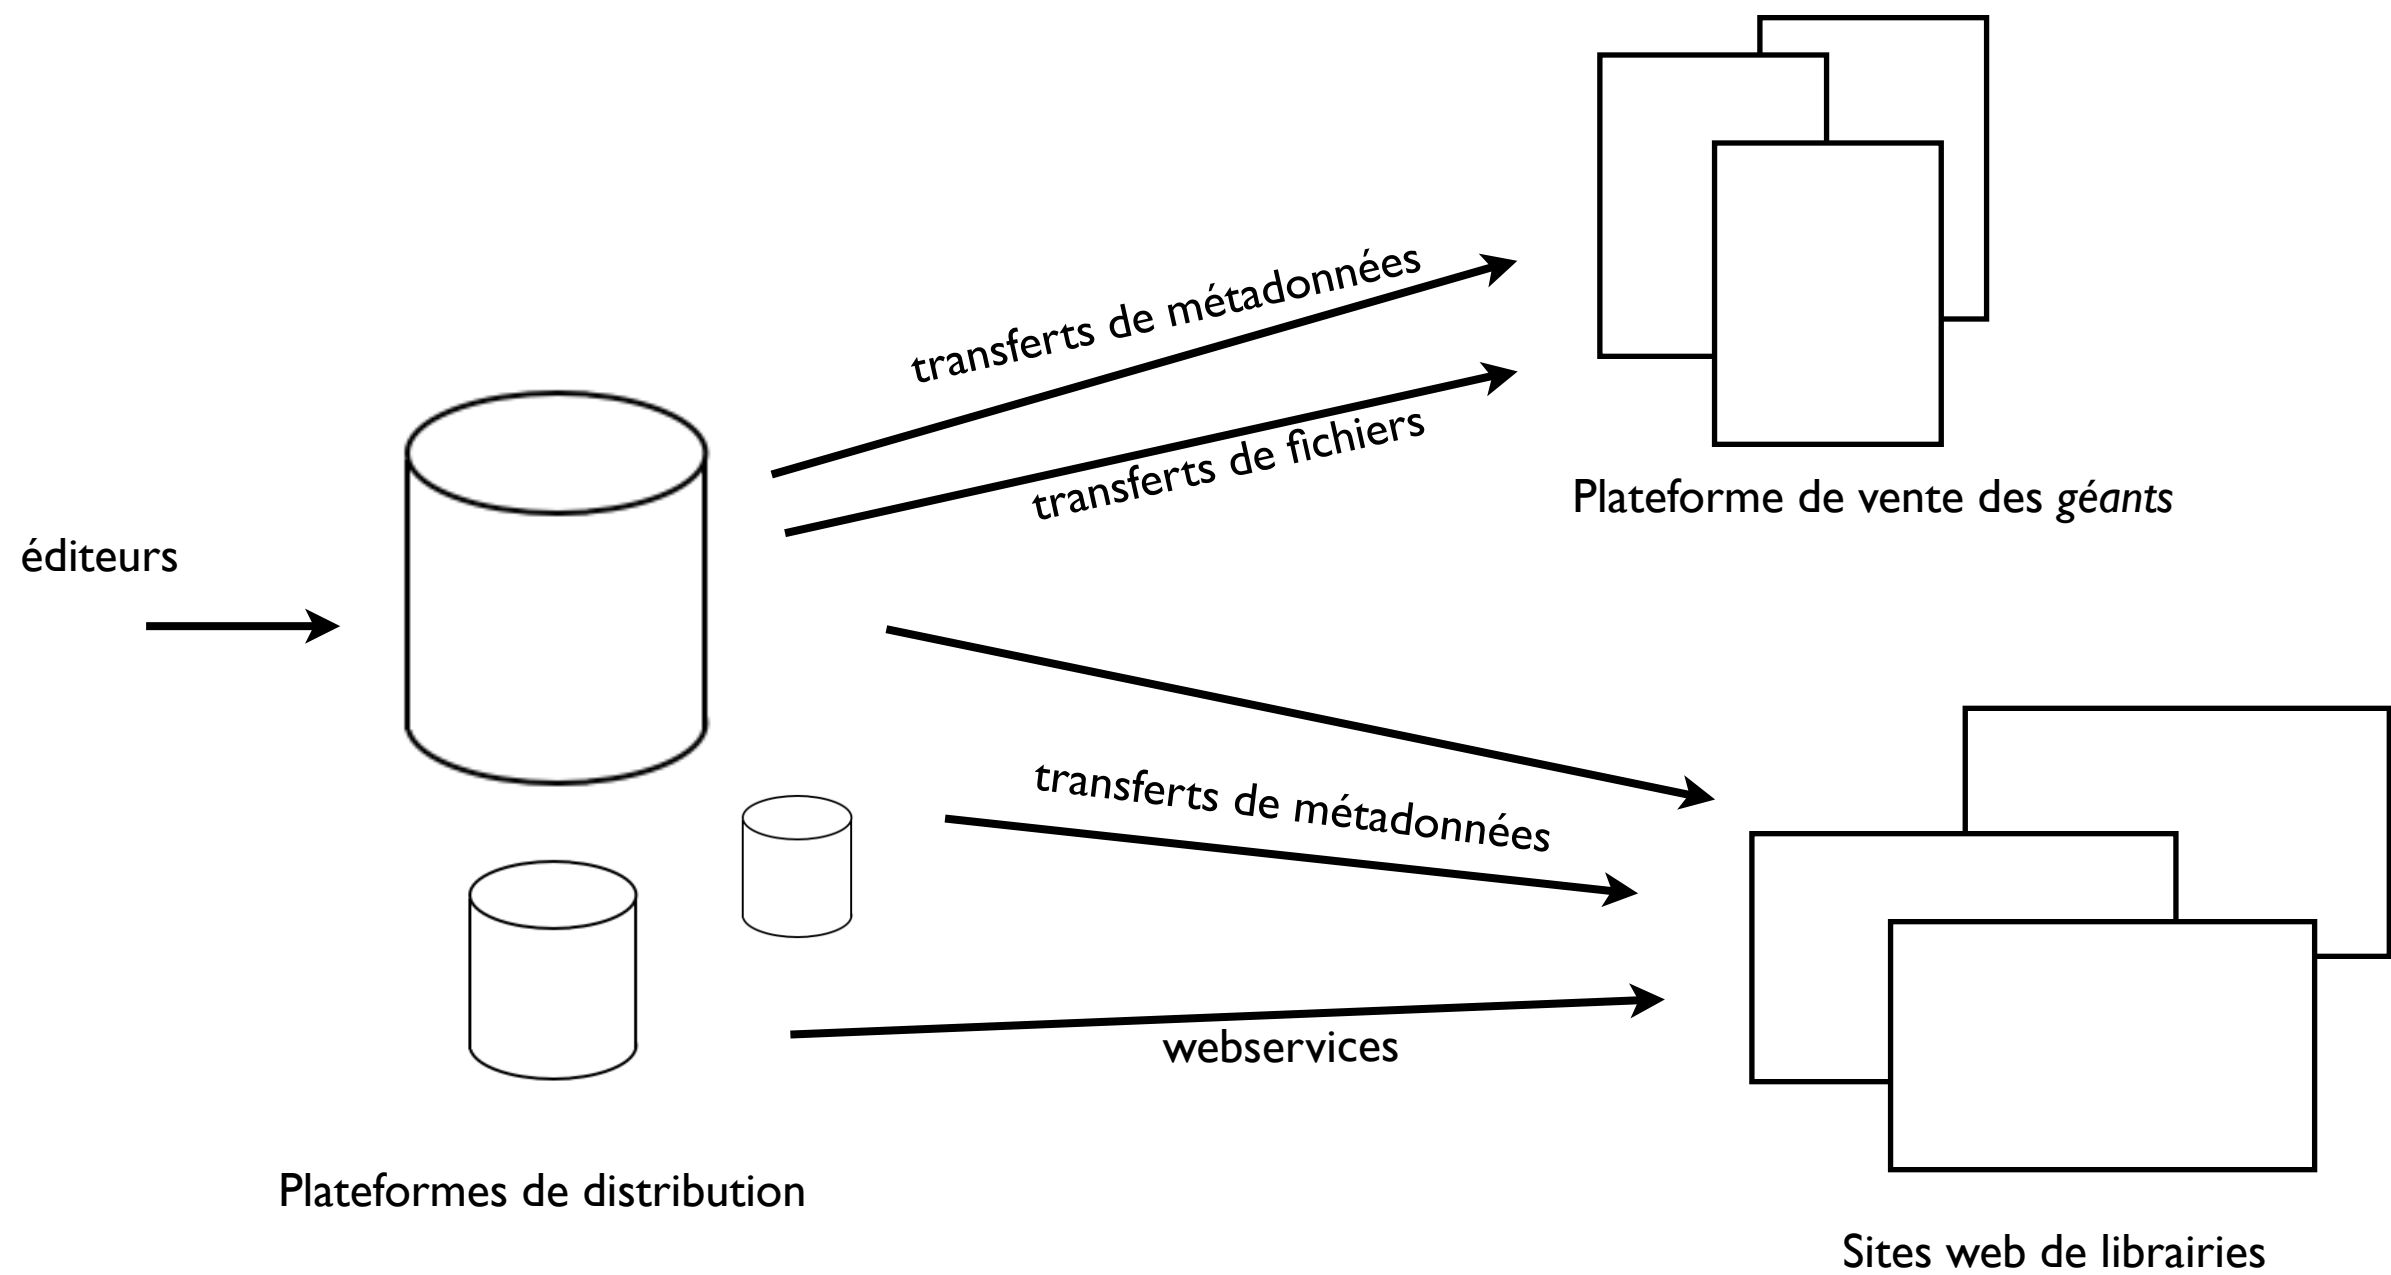 transferts de métadonnées
transferts de fichiers
Plateforme de vente des géants
éditeurs
transferts de métadonnées
webservices
Plateformes de distribution
Sites web de librairies